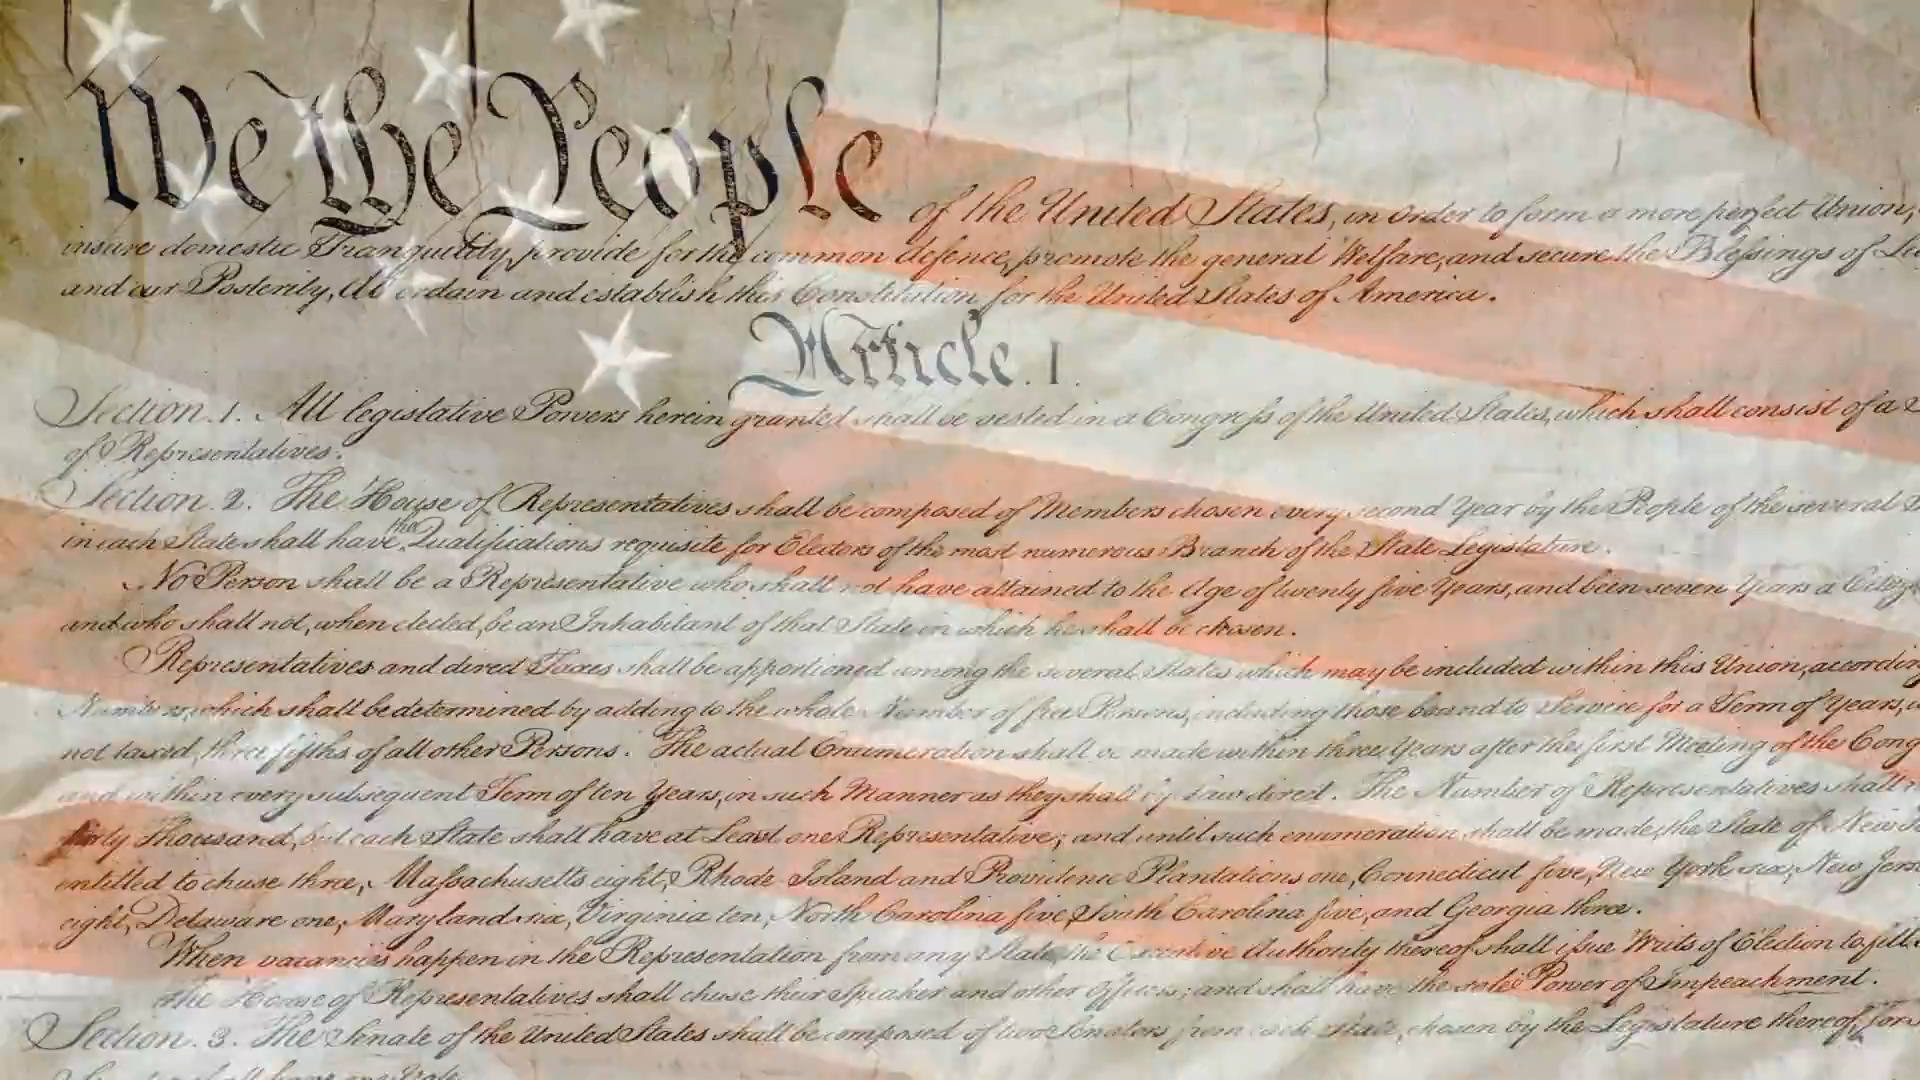 We the People of the United States, in Order to form a more perfect Union,
insure domestic Tranquility, provide for the common defence, promote the general Welfare, and secure the Blessings of
and our Posterity, do ordain and establish this Constitution for the United States of America.
Article. I.
Section. 1. All legislative Powers herein granted shall be vested in a Congress of the United States, which shall consist of a
of Representatives.
Section. 2. The House of Representatives shall be composed of Members chosen every second Year by the People of the several
in each State shall have the Qualifications requisite for Electors of the most numerous Branch of the State Legislature.
No Person shall be a Representative who shall not have attained to the Age of twenty five Years, and been seven Years a
and who shall not, when elected, be an Inhabitant of that State in which he shall be chosen.
Representatives and direct Taxes shall be apportioned among the several States which may be included within this Union, according
Numbers, which shall be determined by adding to the whole Number of free Persons, including those bound to Service for a Term of Years,
not taxed, three fifths of all other Persons. The actual Enumeration shall be made within three Years after the first Meeting of the Cong
and within every subsequent Term of ten Years, in such Manner as they shall by Law direct. The Number of Representatives shall
thirty Thousand, but each State shall have at Least one Representative; and until such enumeration shall be made, the State of New
entitled to chuse three, Massachusetts eight, Rhode Island and Providence Plantations one, Connecticut five, New York six, New Jers
eight, Delaware one, Maryland six, Virginia ten, North Carolina five, South Carolina five, and Georgia three.
When vacancies happen in the Representation from any State, the Executive Authority thereof shall issue Writs of Election to fill
The House of Representatives shall chuse their Speaker and other Officers; and shall have the sole Power of Impeachment.
Section. 3. The Senate of the United States shall be composed of two Senators from each State, chosen by the Legislature thereof, for